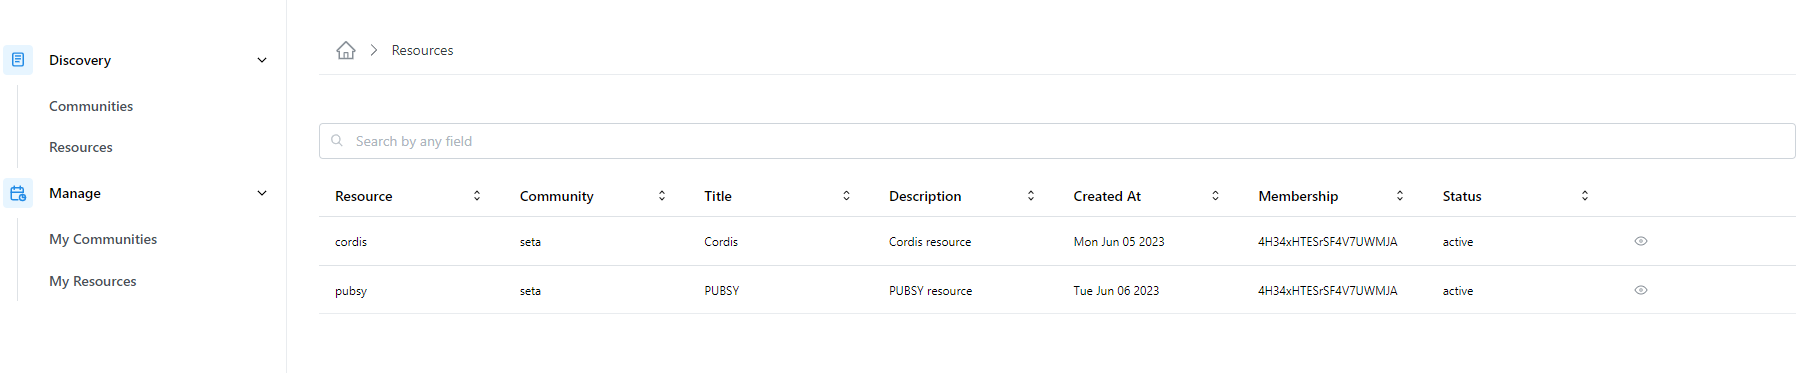 Discovery
Communities
Resources
Manage
My Communities
My Resources
Resources
Search by any field
Resource Community Title Description Created At Membership Status
cordis seta Cordis Cordis resource Mon Jun 05 2023 4H34xHTESrSF4V7UWMJA active
pubsy seta PUBSY PUBSY resource Tue Jun 06 2023 4H34xHTESrSF4V7UWMJA active